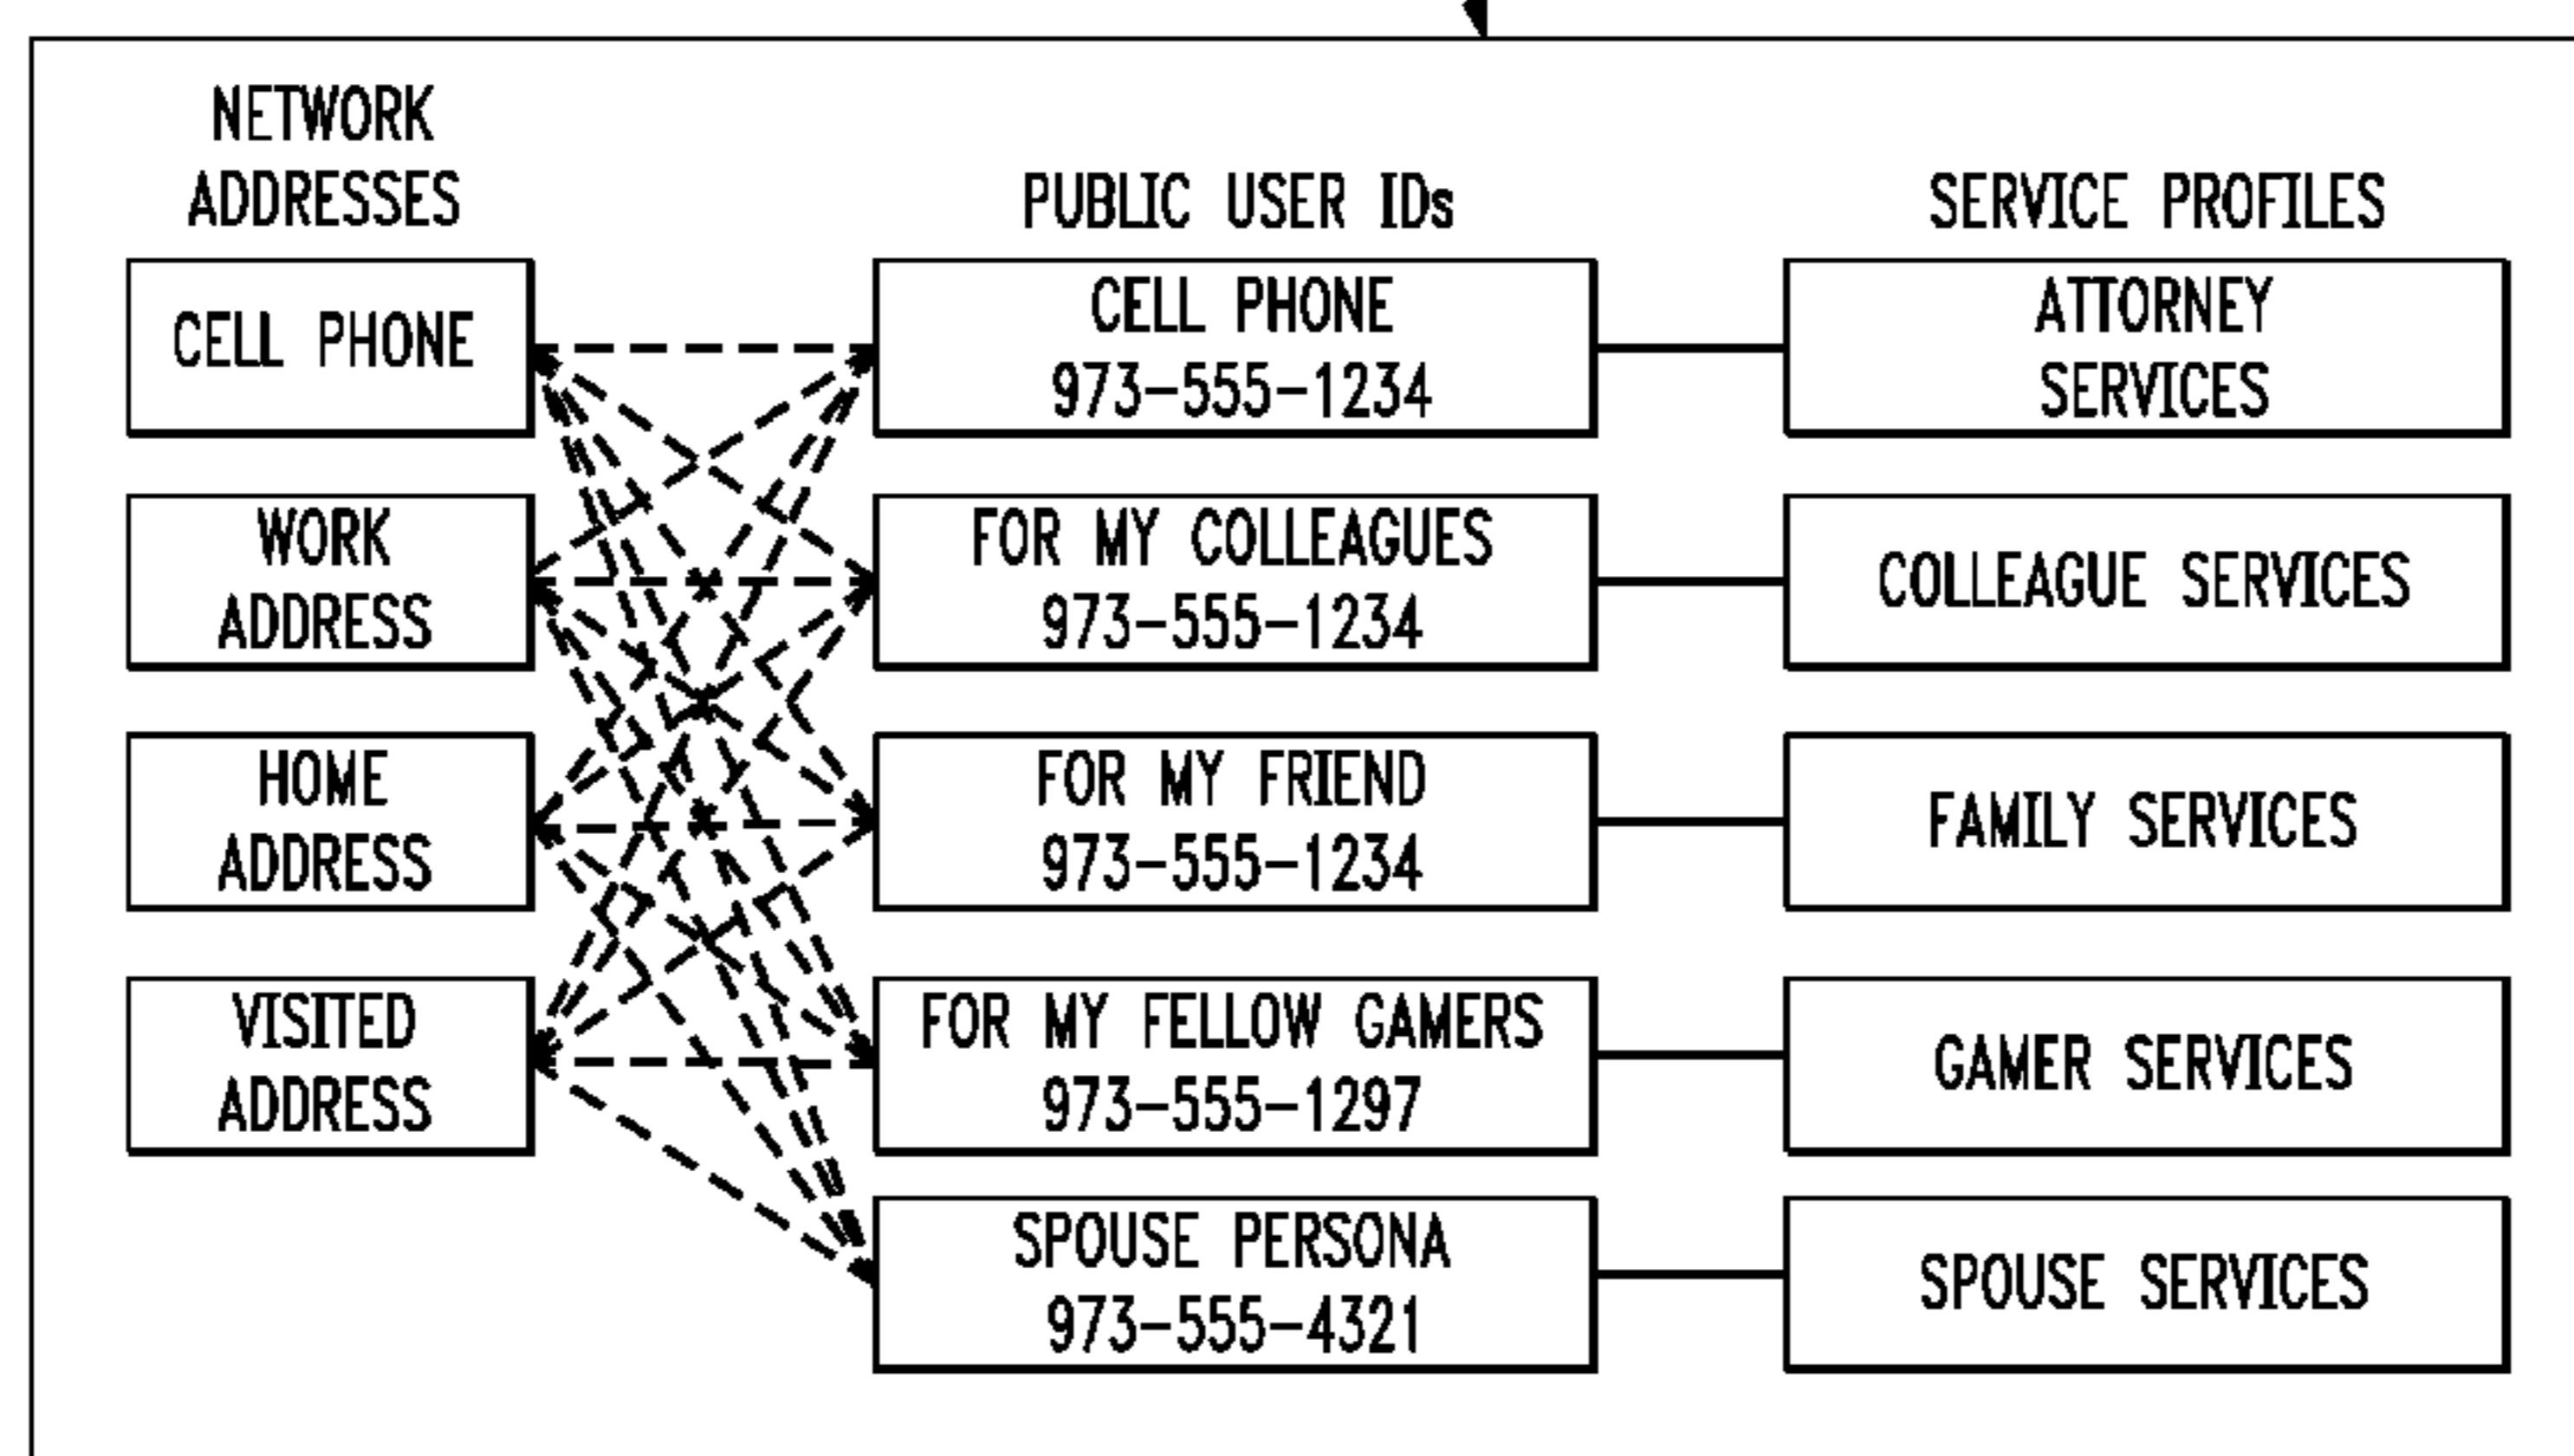 NETWORK
ADDRESSES
PUBLIC USER IDs
SERVICE PROFILES
CELL PHONE
CELL PHONE
973-555-1234
ATTORNEY
SERVICES
WORK
ADDRESS
FOR MY COLLEAGUES
973-555-1234
COLLEAGUE SERVICES
HOME
ADDRESS
FOR MY FRIEND
973-555-1234
FAMILY SERVICES
VISITED
ADDRESS
FOR MY FELLOW GAMERS
973-555-1297
GAMER SERVICES
SPOUSE PERSONA
973-555-4321
SPOUSE SERVICES